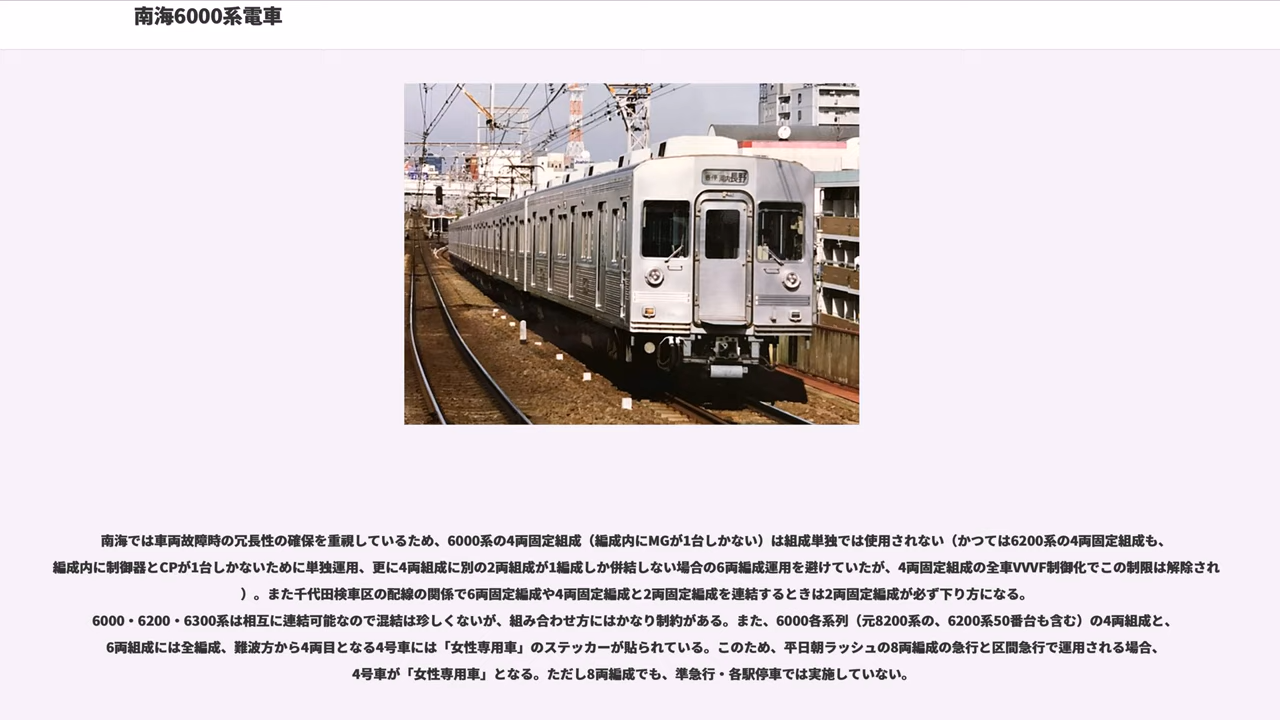 南海6000系電車
長野
南海では車両故障時の冗長性の確保を重視しているため、6000系の4両固定組成（編成内にMGが1台しかない）は組成単独では使用されない（かつては6200系の4両固定組成も、
編成内に制御器とCPが1台しかないために単独運用、更に4両組成に別の2両組成が1編成しか併結しない場合の6両編成運用を避けていたが、4両固定組成の全車VVVF制御化でこの制限は解除され
）。また千代田検車区の配線の関係で6両固定編成や4両固定編成と2両固定編成を連結するときは2両固定編成が必ず下り方になる。
6000・6200・6300系は相互に連結可能なので混結は珍しくないが、組み合わせ方にはかなり制約がある。また、6000各系列（元8200系の、6200系50番台も含む）の4両組成と、
6両組成には全編成、難波方から4両目となる4号車には「女性専用車」のステッカーが貼られている。このため、平日朝ラッシュの8両編成の急行と区間急行で運用される場合、
4号車が「女性専用車」となる。ただし8両編成でも、準急行・各駅停車では実施していない。